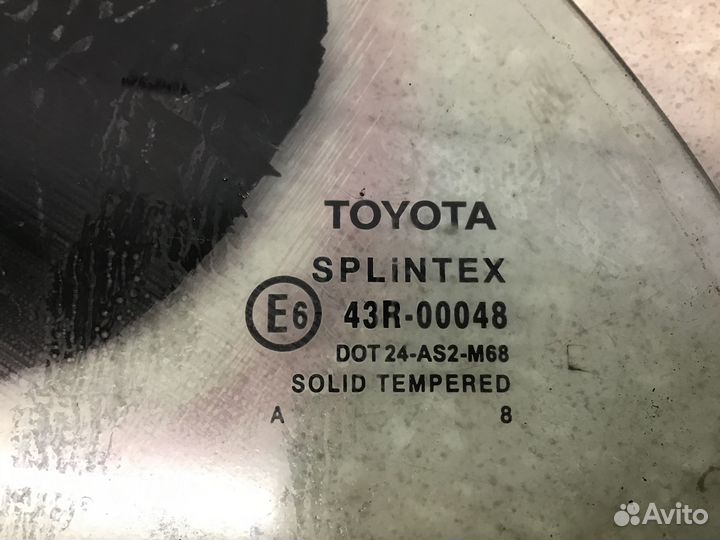 TOYOTA
SPLiNTEX
E6 43R-00048
DOT 24-AS2-M68
SOLID TEMPERED
A 8
Avito